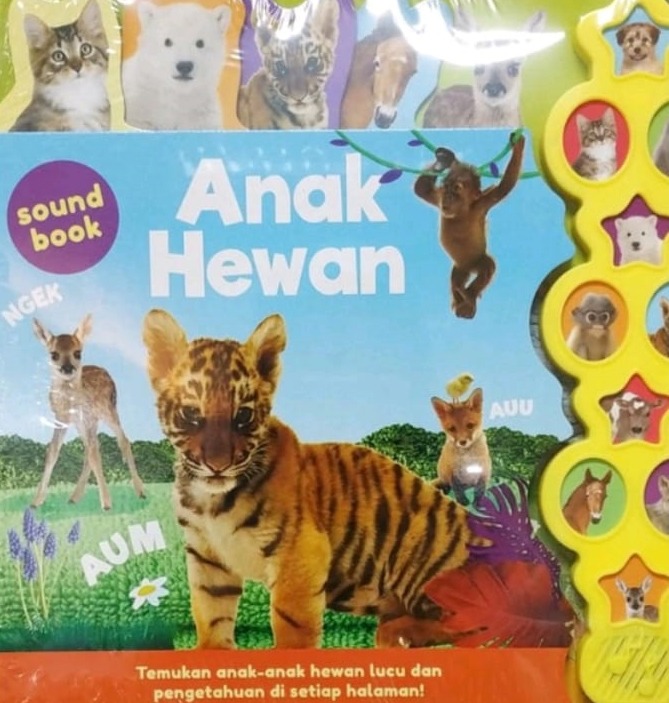 sound
book
Anak
Hewan
NGEK
AUU
AUM
Temukan anak-anak hewan lucu dan
pengetahuan di setiap halaman!